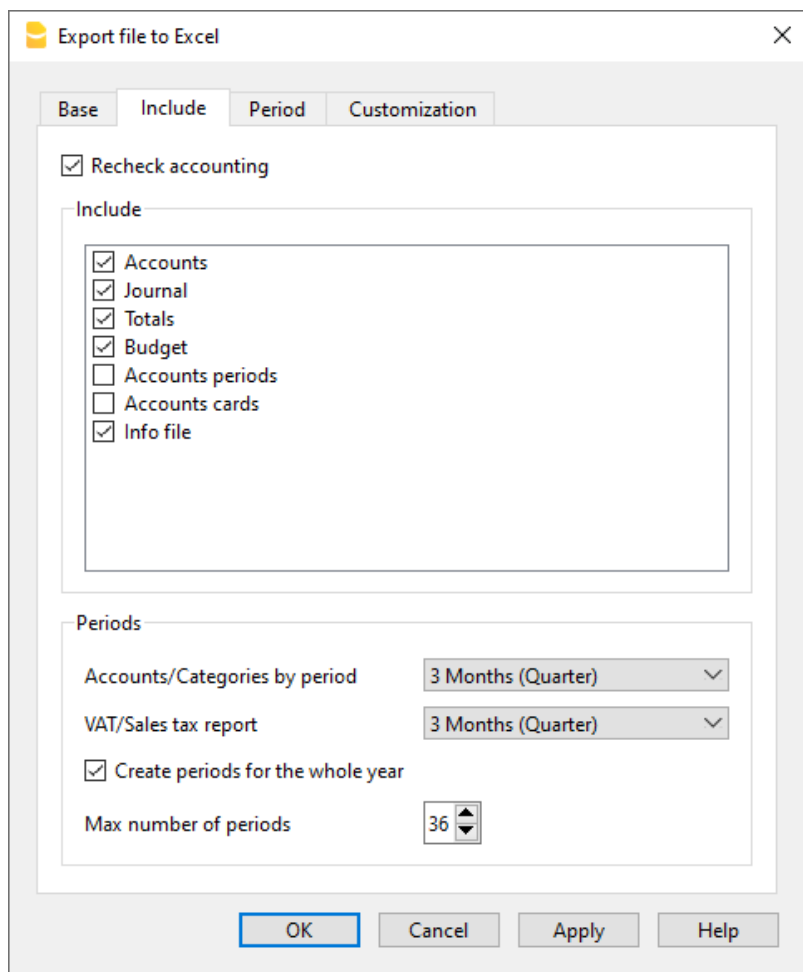 Export file to Excel
Base Include Period Customization
Recheck accounting
Include
Accounts
Journal
Totals
Budget
Accounts periods
Accounts cards
Info file
Periods
Accounts/Categories by period 3 Months (Quarter)
VAT/Sales tax report 3 Months (Quarter)
Create periods for the whole year
Max number of periods 36
OK Cancel Apply Help